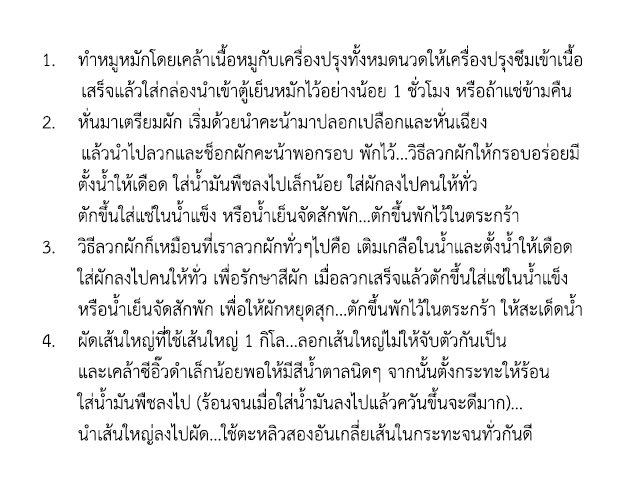 1. ทำหมูหมักโดยเคล้าเนื้อหมูกับเครื่องปรุงทั้งหมดนวดให้เครื่องปรุงซึมเข้าเนื้อ
เสร็จแล้วใส่กล่องนำเข้าตู้เย็นหมักไว้อย่างน้อย 1 ชั่วโมง หรือถ้าแช่ข้ามคืน
2. หั่นมาเตรียมผัก เริ่มด้วยนำคะน้ามาปลอกเปลือกและหั่นเฉียง
แล้วนำไปลวกและช็อกผักคะน้าพอกรอบ พักไว้...วิธีลวกผักให้กรอบอร่อยมี
ตั้งน้ำให้เดือด ใส่น้ำมันพืชลงไปเล็กน้อย ใส่ผักลงไปคนให้ทั่ว
ตักขึ้นใส่แช่ในน้ำแข็ง หรือน้ำเย็นจัดสักพัก...ตักขึ้นพักไว้ในตระกร้า
3. วิธีลวกผักก็เหมือนที่เราลวกผักทั่วๆไปคือ เติมเกลือในน้ำและตั้งน้ำให้เดือด
ใส่ผักลงไปคนให้ทั่ว เพื่อรักษาสีผัก เมื่อลวกเสร็จแล้วตักขึ้นใส่แช่ในน้ำแข็ง
หรือน้ำเย็นจัดสักพัก เพื่อให้ผักหยุดสุก...ตักขึ้นพักไว้ในตระกร้า ให้สะเด็ดน้ำ
4. ผัดเส้นใหญ่ที่ใช้เส้นใหญ่ 1 กิโล...ลอกเส้นใหญ่ไม่ให้จับตัวกันเป็น
และเคล้าซีอิ๊วดำเล็กน้อยพอให้มีสีน้ำตาลนิดๆ จากนั้นตั้งกระทะให้ร้อน
ใส่น้ำมันพืชลงไป (ร้อนจนเมื่อใส่น้ำมันลงไปแล้วควันขึ้นจะดีมาก)...
นำเส้นใหญ่ลงไปผัด...ใช้ตะหลิวสองอันเกลี่ยเส้นในกระทะจนทั่วกันดี